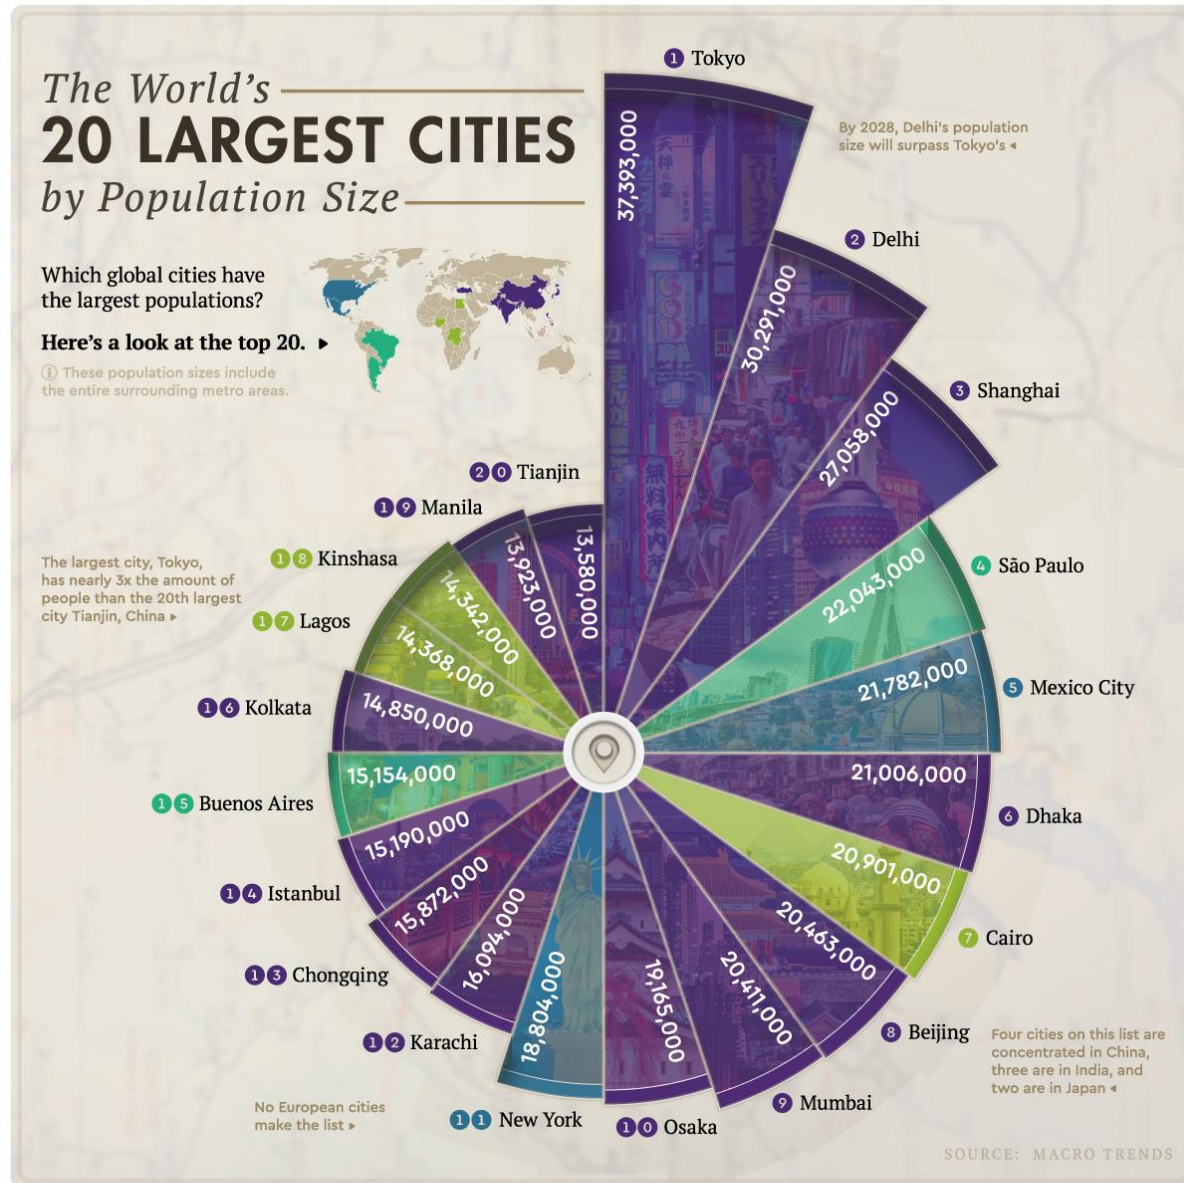 The World's
20 LARGEST CITIES
by Population Size
Which global cities have
the largest populations?
Here's a look at the top 20. ▸
ⓘ These population sizes include
the entire surrounding metro areas.
1 Tokyo
37,393,000
By 2028, Delhi's population
size will surpass Tokyo's ◂
2 Delhi
30,291,000
3 Shanghai
27,058,000
4 São Paulo
22,043,000
5 Mexico City
21,782,000
6 Dhaka
21,006,000
7 Cairo
20,901,000
8 Beijing
20,463,000
9 Mumbai
20,411,000
10 Osaka
19,165,000
11 New York
18,804,000
12 Karachi
16,094,000
13 Chongqing
15,872,000
14 Istanbul
15,190,000
15 Buenos Aires
15,154,000
16 Kolkata
14,850,000
17 Lagos
14,368,000
18 Kinshasa
14,342,000
19 Manila
13,923,000
20 Tianjin
13,580,000
The largest city, Tokyo,
has nearly 3x the amount of
people than the 20th largest
city Tianjin, China ▸
Four cities on this list are
concentrated in China,
three are in India, and
two are in Japan ◂
No European cities
make the list ▸
無料案内所
SOURCE: MACRO TRENDS